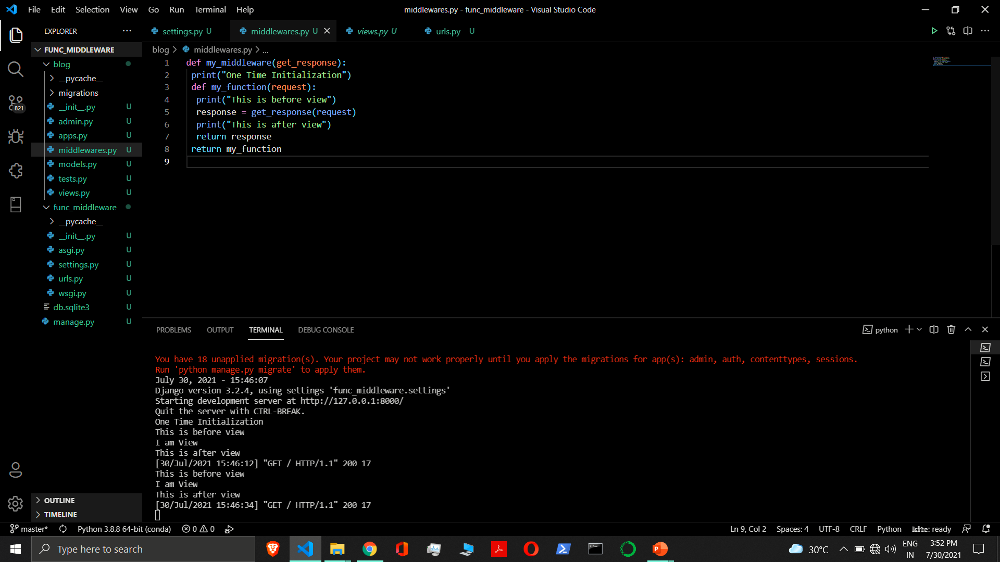 File Edit Selection View Go Run Terminal Help
middlewares.py - func_middleware - Visual Studio Code
EXPLORER
settings.py U
middlewares.py U
views.py U
urls.py U
FUNC_MIDDLEWARE
blog
__pycache__
migrations
__init__.py U
admin.py U
apps.py U
middlewares.py U
models.py U
tests.py U
views.py U
func_middleware
__pycache__
__init__.py U
asgi.py U
settings.py U
urls.py U
wsgi.py U
db.sqlite3 U
manage.py U
821
OUTLINE
TIMELINE
blog > middlewares.py > ...
1 def my_middleware(get_response):
2 print("One Time Initialization")
3 def my_function(request):
4 print("This is before view")
5 response = get_response(request)
6 print("This is after view")
7 return response
8 return my_function
9
PROBLEMS OUTPUT TERMINAL DEBUG CONSOLE
python
You have 18 unapplied migration(s). Your project may not work properly until you apply the migrations for app(s): admin, auth, contenttypes, sessions.
Run 'python manage.py migrate' to apply them.
July 30, 2021 - 15:46:07
Django version 3.2.4, using settings 'func_middleware.settings'
Starting development server at http://127.0.0.1:8000/
Quit the server with CTRL-BREAK.
One Time Initialization
This is before view
I am View
This is after view
[30/Jul/2021 15:46:12] "GET / HTTP/1.1" 200 17
This is before view
I am View
This is after view
[30/Jul/2021 15:46:34] "GET / HTTP/1.1" 200 17
master* Python 3.8.8 64-bit (conda) 0 0
Ln 9, Col 2 Spaces: 4 UTF-8 CRLF Python kite: ready
Type here to search
30°C
ENG
IN
3:52 PM
7/30/2021